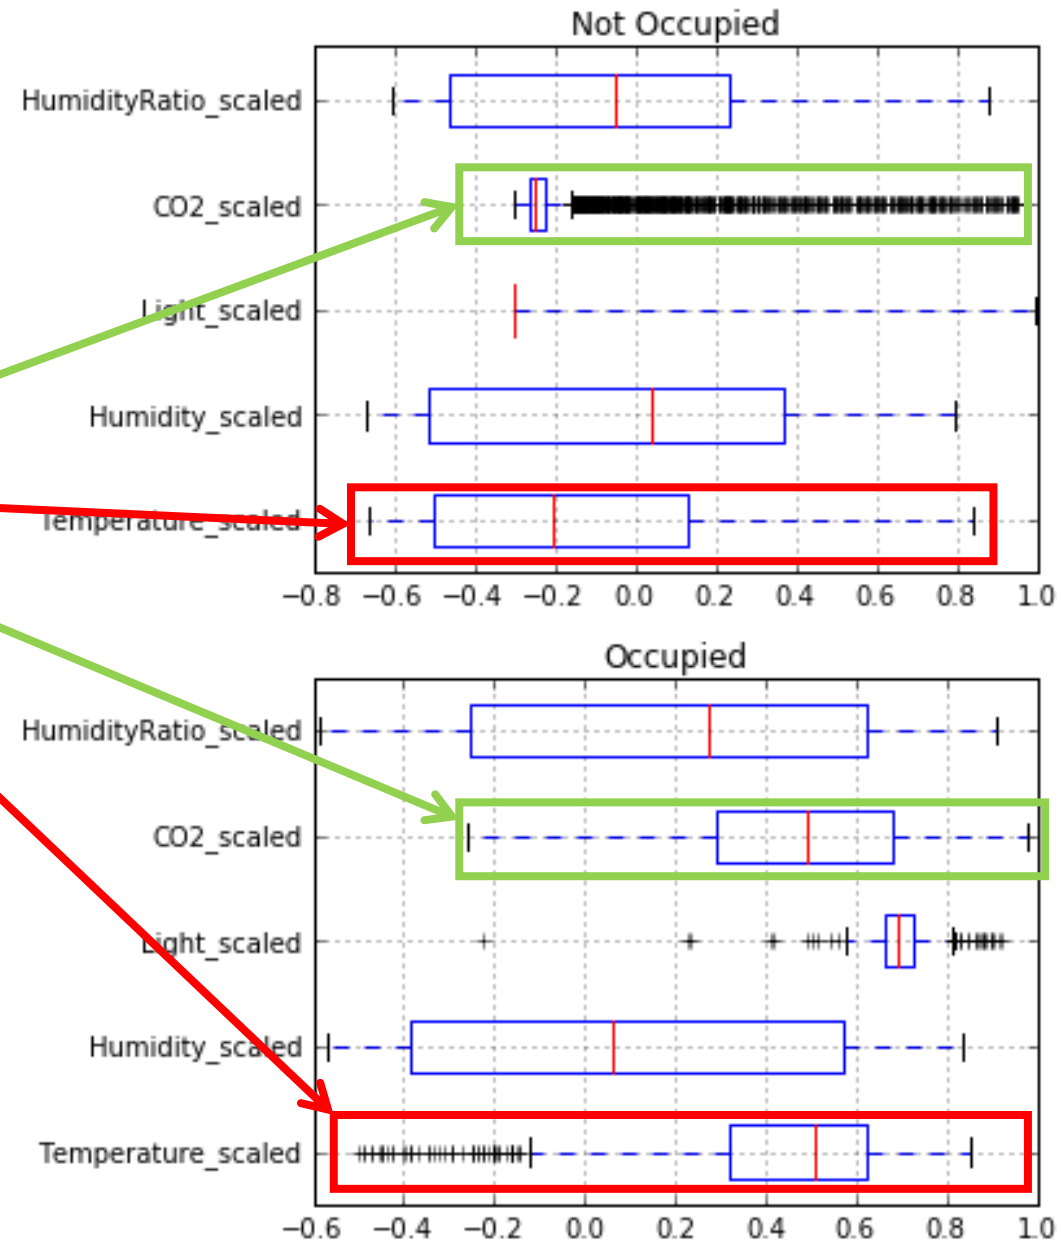 Not Occupied
HumidityRatio_scaled
CO2_scaled
Light_scaled
Humidity_scaled
Temperature_scaled
−0.8 −0.6 −0.4 −0.2 0.0 0.2 0.4 0.6 0.8 1.0
Occupied
HumidityRatio_scaled
CO2_scaled
Light_scaled
Humidity_scaled
Temperature_scaled
−0.6 −0.4 −0.2 0.0 0.2 0.4 0.6 0.8 1.0